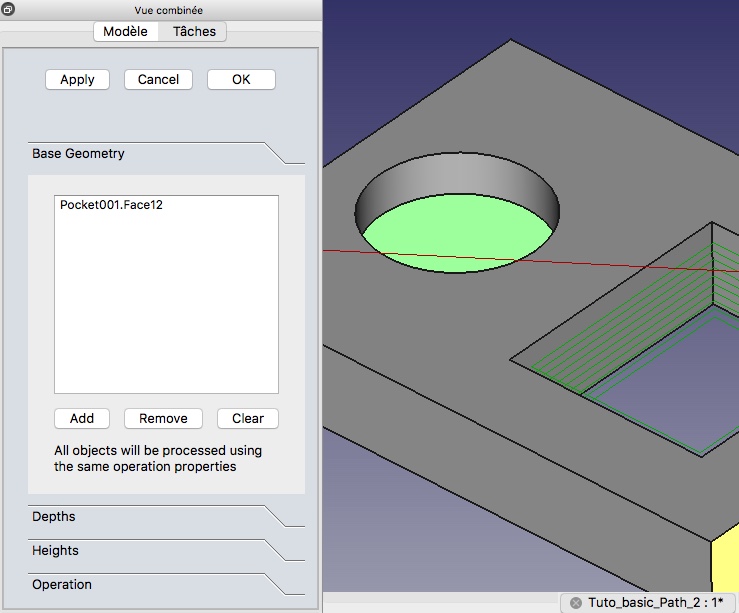 Vue combinée
Modèle Tâches
Apply Cancel OK
Base Geometry
Pocket001.Face12
Add Remove Clear
All objects will be processed using
the same operation properties
Depths
Heights
Operation
Tuto_basic_Path_2 : 1*